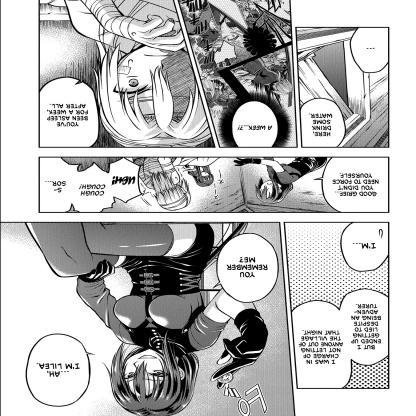 ...AH,
I'M LILEA.
YOU
REMEMBER
ME?
I WAS IN
CHARGE OF
NOT LETTING
ANYONE OUT OF
THE VILLAGE
THAT NIGHT.
BUT I
ENDED UP
GETTING
LIED TO
DESPITE
BEING AN
ADVEN-
TURER.
I'M....
UGH!
COUGH!
COUGH!
S-
SOR....
GOOD GRIEF,
YOU DIDN'T
NEED TO FORCE
YOURSELF.
YOU'VE
BEEN ASLEEP
FOR A WEEK,
AFTER ALL.
A WEEK...?
HERE,
DRINK
SOME
WATER.
....